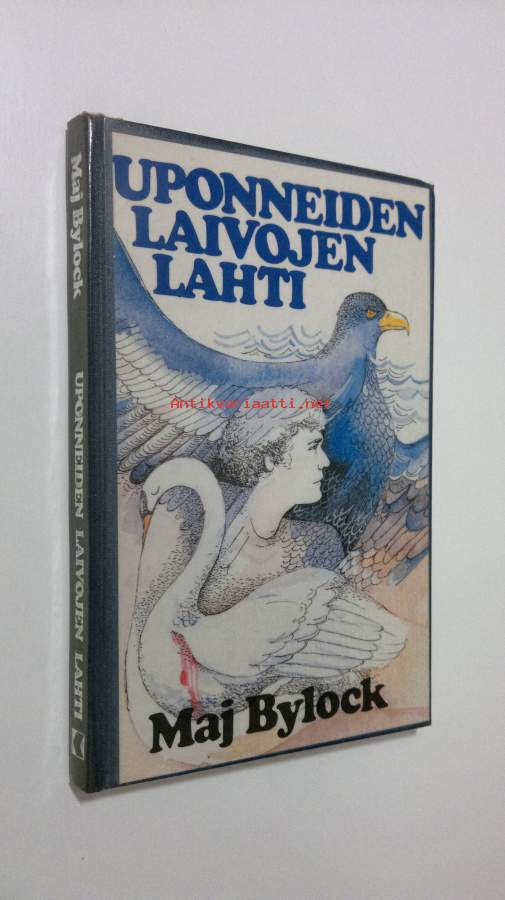 UPONNEIDEN
LAIVOJEN
LAHTI
Maj Bylock
Maj Bylock
UPONNEIDEN LAIVOJEN LAHTI
Antikvariaatti.net